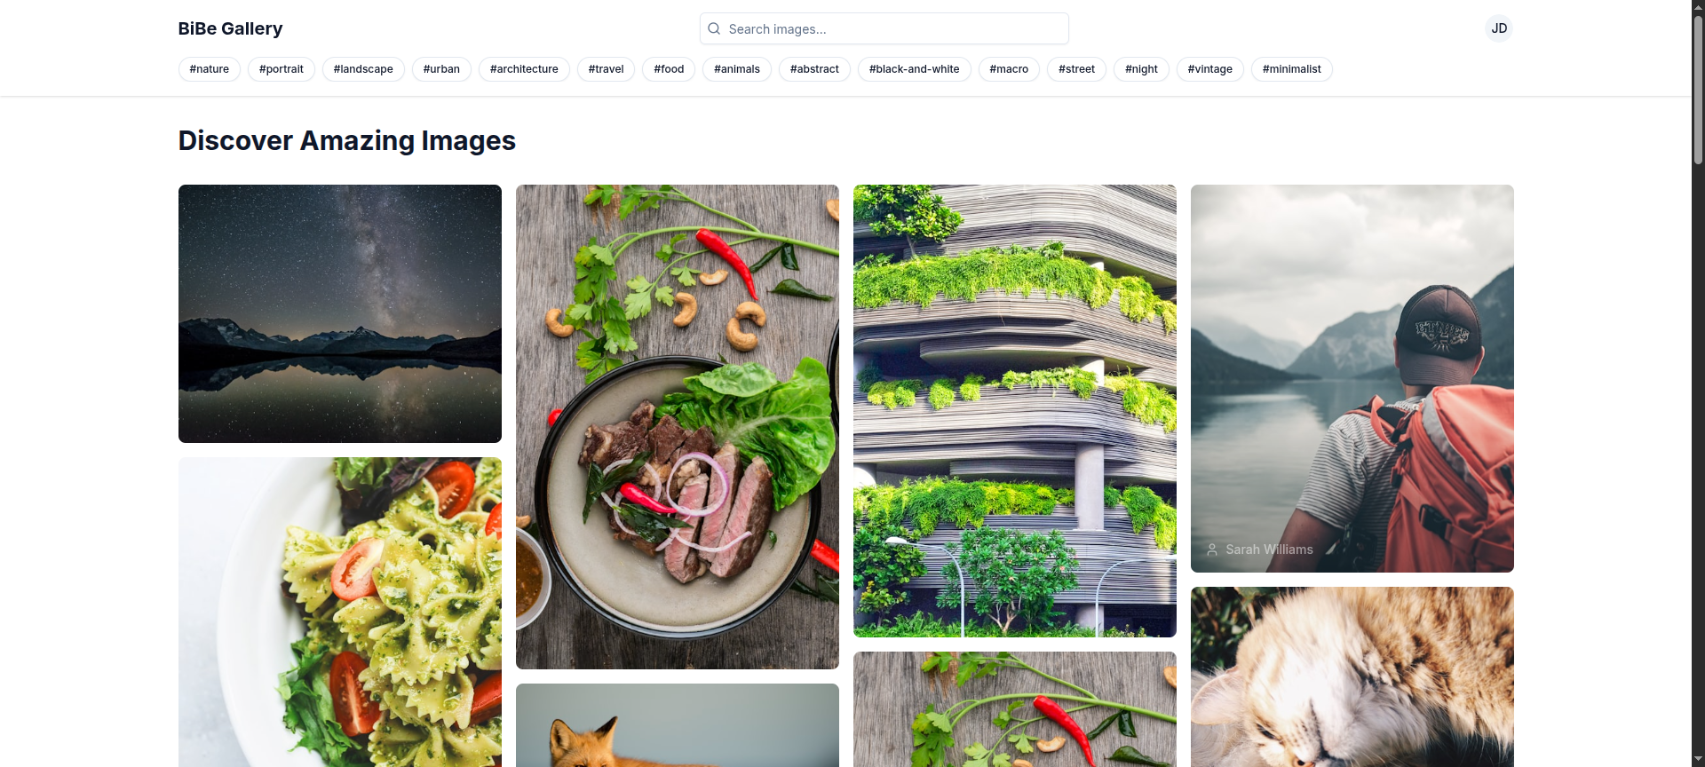 BiBe Gallery
Search images...
JD
#nature #portrait #landscape #urban #architecture #travel #food #animals #abstract #black-and-white #macro #street #night #vintage #minimalist
Discover Amazing Images
Sarah Williams